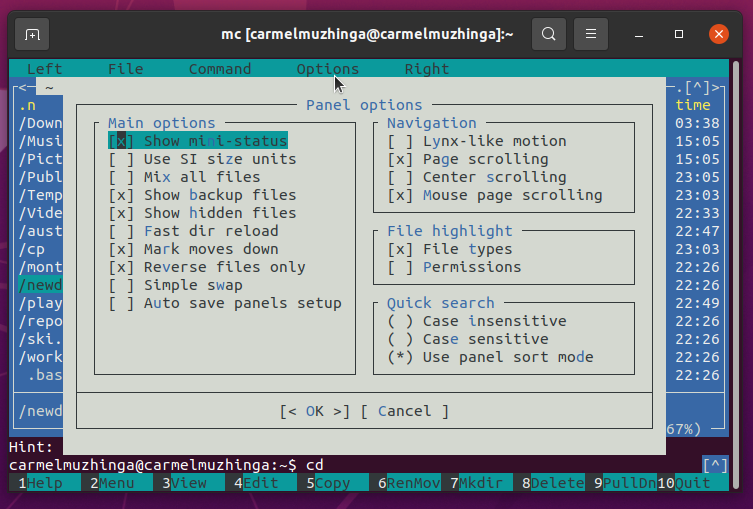 mc [carmelmuzhinga@carmelmuzhinga]:~
Left File Command Options Right
<─ ~ .[^]>
.n time
/Down 03:38
/Musi 15:05
/Pict 15:05
/Publ 23:05
/Temp 23:03
/Vide 22:33
/aust 22:47
/cp 23:03
/mont 22:26
/newd 22:26
/play 22:49
/repo 22:26
/ski. 22:26
/work 22:26
.bas 22:26
/newd
67%)
Panel options
Main options
[x] Show mini-status
[ ] Use SI size units
[ ] Mix all files
[x] Show backup files
[x] Show hidden files
[ ] Fast dir reload
[x] Mark moves down
[x] Reverse files only
[ ] Simple swap
[ ] Auto save panels setup
Navigation
[ ] Lynx-like motion
[x] Page scrolling
[ ] Center scrolling
[x] Mouse page scrolling
File highlight
[x] File types
[ ] Permissions
Quick search
( ) Case insensitive
( ) Case sensitive
(*) Use panel sort mode
[< OK >] [ Cancel ]
Hint:
carmelmuzhinga@carmelmuzhinga:~$ cd [^]
1Help 2Menu 3View 4Edit 5Copy 6RenMov 7Mkdir 8Delete 9PullDn 10Quit